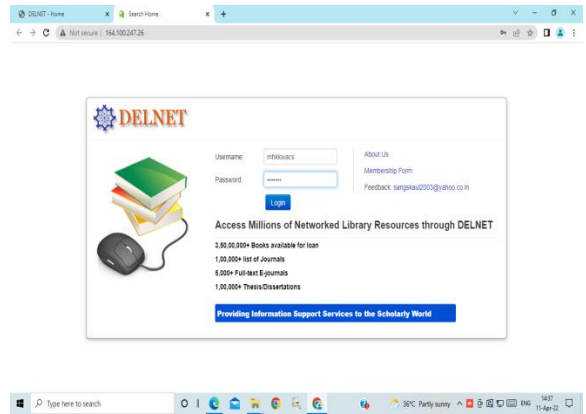 DELNET - Home
Search Home
Not secure | 164.100.247.26
DELNET
Username:
Password:
.......
Login
About Us
Membership Form
Feedback: sangskaul2003@yahoo.co.in
Access Millions of Networked Library Resources through DELNET
3,50,00,000+ Books available for loan
1,00,000+ list of Journals
5,000+ Full-text E-journals
1,00,000+ Thesis/Dissertations
Providing Information Support Services to the Scholarly World
Type here to search
36°C Partly sunny
ENG
1437
11-Apr-22